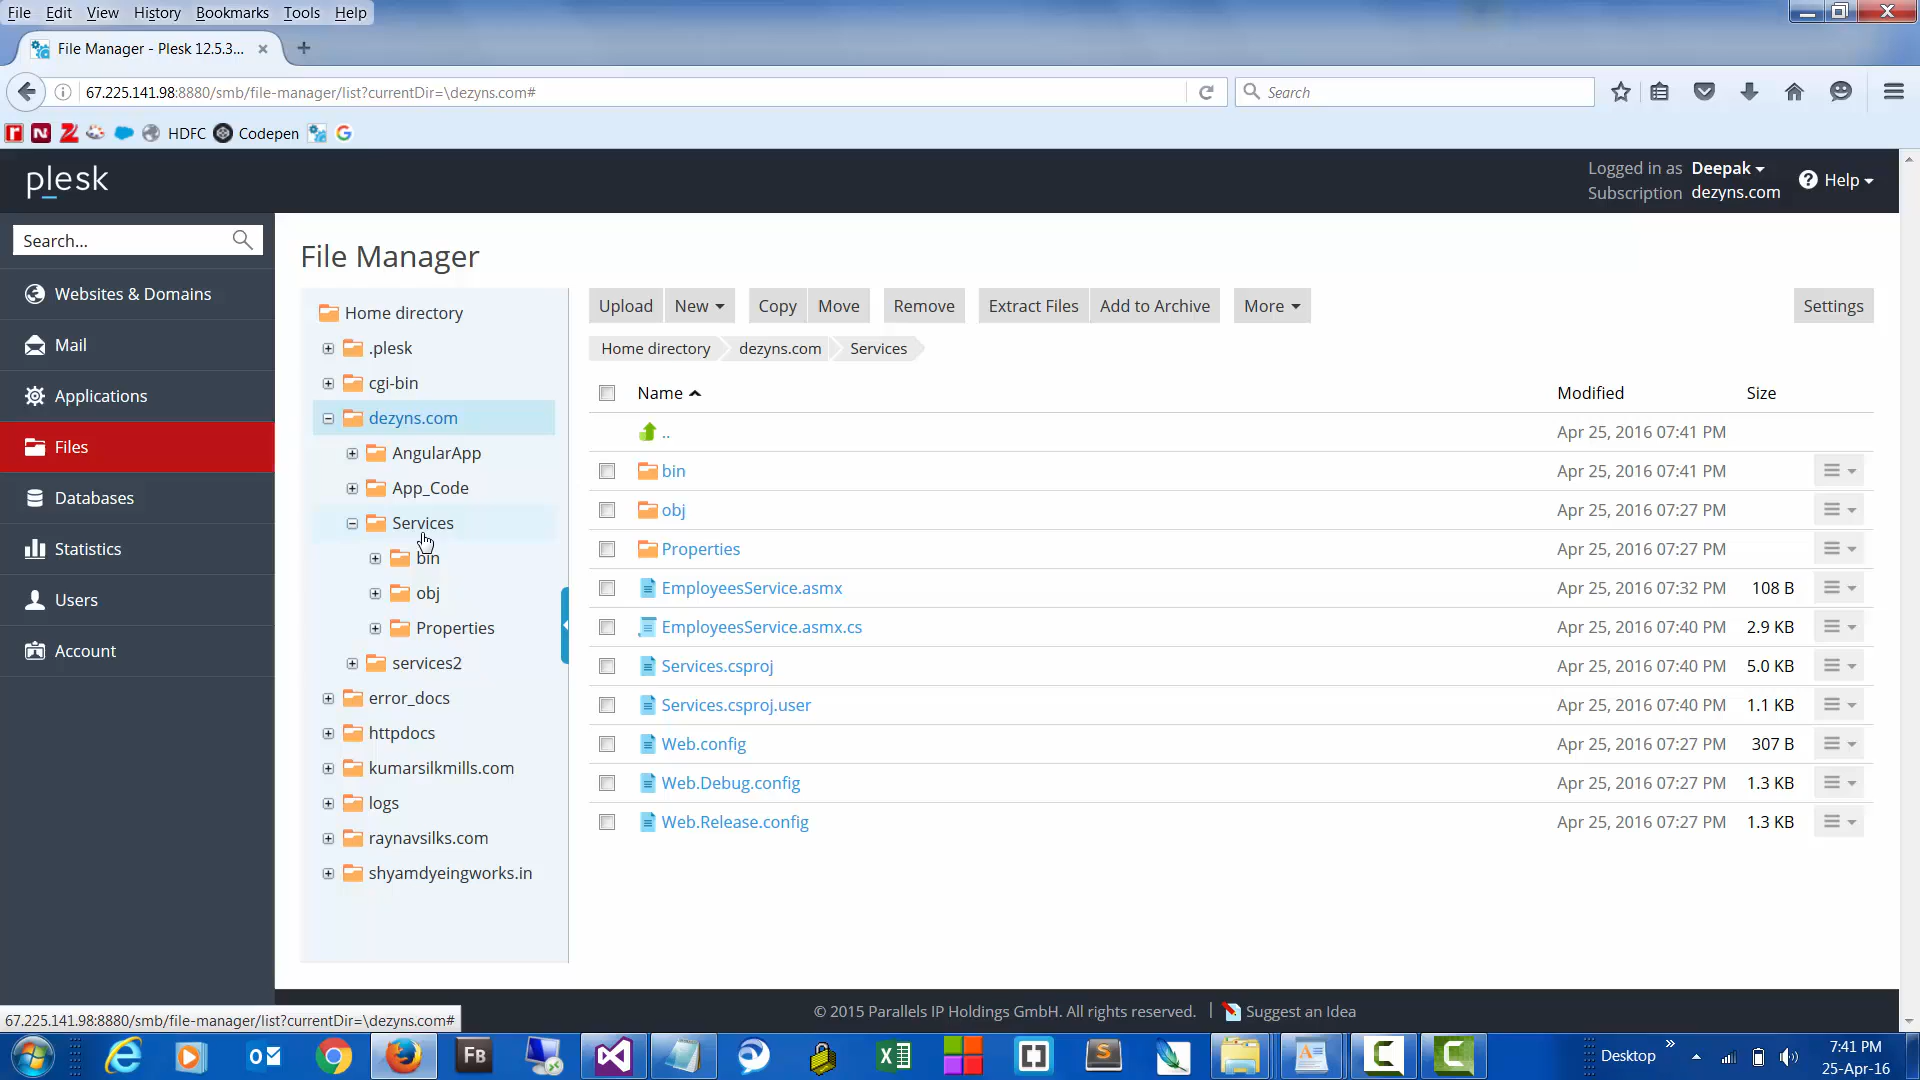 File Edit View History Bookmarks Tools Help
File Manager - Plesk 12.5.3...
67.225.141.98:8880/smb/file-manager/list?currentDir=\dezyns.com#
Search
HDFC Codepen
plesk
Logged in as Deepak
Subscription dezyns.com
Help
Search...
Websites & Domains
Mail
Applications
Files
Databases
Statistics
Users
Account
File Manager
Home directory
.plesk
cgi-bin
dezyns.com
AngularApp
App_Code
Services
bin
obj
Properties
services2
error_docs
httpdocs
kumarsilkmills.com
logs
raynavsilks.com
shyamdyeingworks.in
Upload New Copy Move Remove Extract Files Add to Archive More Settings
Home directory dezyns.com Services
Name Modified Size
.. Apr 25, 2016 07:41 PM
bin Apr 25, 2016 07:41 PM
obj Apr 25, 2016 07:27 PM
Properties Apr 25, 2016 07:27 PM
EmployeesService.asmx Apr 25, 2016 07:32 PM 108 B
EmployeesService.asmx.cs Apr 25, 2016 07:40 PM 2.9 KB
Services.csproj Apr 25, 2016 07:40 PM 5.0 KB
Services.csproj.user Apr 25, 2016 07:40 PM 1.1 KB
Web.config Apr 25, 2016 07:27 PM 307 B
Web.Debug.config Apr 25, 2016 07:27 PM 1.3 KB
Web.Release.config Apr 25, 2016 07:27 PM 1.3 KB
© 2015 Parallels IP Holdings GmbH. All rights reserved. | Suggest an Idea
67.225.141.98:8880/smb/file-manager/list?currentDir=\dezyns.com#
FB
Desktop
7:41 PM
25-Apr-16